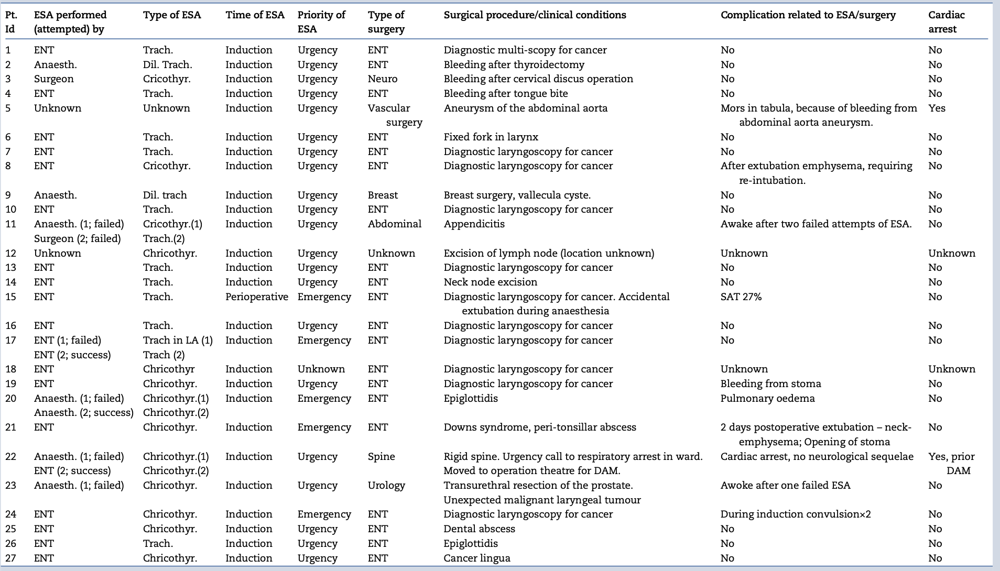 Pt. Id ESA performed (attempted) by Type of ESA Time of ESA Priority of ESA Type of surgery Surgical procedure/clinical conditions Complication related to ESA/surgery Cardiac arrest
1 ENT Trach. Induction Urgency ENT Diagnostic multi-scopy for cancer No No
2 Anaesth. Dil. Trach. Induction Urgency ENT Bleeding after thyroidectomy No No
3 Surgeon Cricothyr. Induction Urgency Neuro Bleeding after cervical discus operation No No
4 ENT Trach. Induction Urgency ENT Bleeding after tongue bite No No
5 Unknown Unknown Induction Urgency Vascular Aneurysm of the abdominal aorta Mors in tabula, because of bleeding from Yes
surgery abdominal aorta aneurysm.
6 ENT Trach. Induction Urgency ENT Fixed fork in larynx No No
7 ENT Trach. Induction Urgency ENT Diagnostic laryngoscopy for cancer No No
8 ENT Cricothyr. Induction Urgency ENT Diagnostic laryngoscopy for cancer After extubation emphysema, requiring No
re-intubation.
9 Anaesth. Dil. trach Induction Urgency Breast Breast surgery, vallecula cyste. No No
10 ENT Trach. Induction Urgency ENT Diagnostic laryngoscopy for cancer No No
11 Anaesth. (1; failed) Cricothyr.(1) Induction Urgency Abdominal Appendicitis Awake after two failed attempts of ESA. No
Surgeon (2; failed) Trach.(2)
12 Unknown Chricothyr. Induction Urgency Unknown Excision of lymph node (location unknown) Unknown Unknown
13 ENT Trach. Induction Urgency ENT Diagnostic laryngoscopy for cancer No No
14 ENT Trach. Induction Urgency ENT Neck node excision No No
15 ENT Trach. Perioperative Emergency ENT Diagnostic laryngoscopy for cancer. Accidental SAT 27% No
extubation during anaesthesia
16 ENT Trach. Induction Urgency ENT Diagnostic laryngoscopy for cancer No No
17 ENT (1; failed) Trach in LA (1) Induction Emergency ENT Diagnostic laryngoscopy for cancer No No
ENT (2; success) Trach (2)
18 ENT Chricothyr Induction Unknown ENT Diagnostic laryngoscopy for cancer Unknown Unknown
19 ENT Chricothyr. Induction Urgency ENT Diagnostic laryngoscopy for cancer Bleeding from stoma No
20 Anaesth. (1; failed) Chricothyr.(1) Induction Emergency ENT Epiglottidis Pulmonary oedema No
Anaesth. (2; success) Chricothyr.(2)
21 ENT Chricothyr. Induction Emergency ENT Downs syndrome, peri-tonsillar abscess 2 days postoperative extubation – neck- No
emphysema; Opening of stoma
22 Anaesth. (1; failed) Chricothyr.(1) Induction Urgency Spine Rigid spine. Urgency call to respiratory arrest in ward. Cardiac arrest, no neurological sequelae Yes, prior
ENT (2; success) Chricothyr.(2) Moved to operation theatre for DAM. DAM
23 Anaesth. (1; failed) Chricothyr. Induction Urgency Urology Transurethral resection of the prostate. Awoke after one failed ESA No
Unexpected malignant laryngeal tumour
24 ENT Chricothyr. Induction Emergency ENT Diagnostic laryngoscopy for cancer During induction convulsion×2 No
25 ENT Chricothyr. Induction Urgency ENT Dental abscess No No
26 ENT Trach. Induction Urgency ENT Epiglottidis No No
27 ENT Chricothyr. Induction Urgency ENT Cancer lingua No No